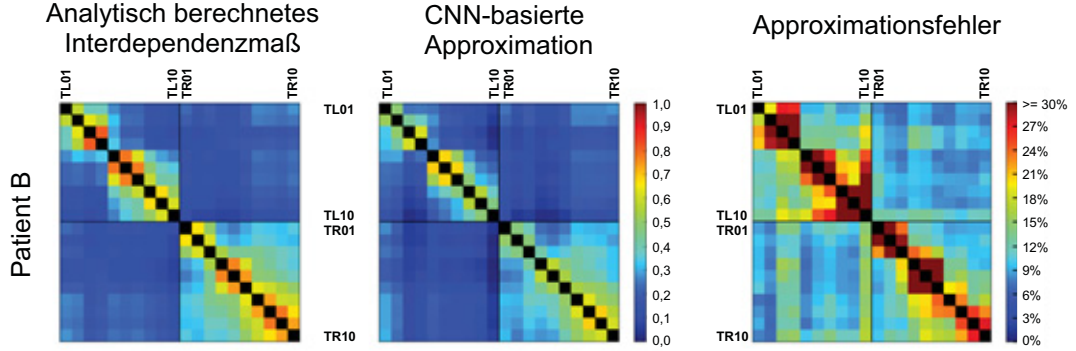 Analytisch berechnetes
Interdependenzmaß
CNN-basierte
Approximation
Approximationsfehler
TL01
TL10
TR01
TR10
TL10
TR01
TR10
TL01
TL10
TR01
TR10
TL01
TL10
TR01
TR10
1,0
0,9
0,8
0,7
0,6
0,5
0,4
0,3
0,2
0,1
0,0
TL01
TL10
TR01
TR10
>= 30%
27%
24%
21%
18%
15%
12%
9%
6%
3%
0%
Patient B